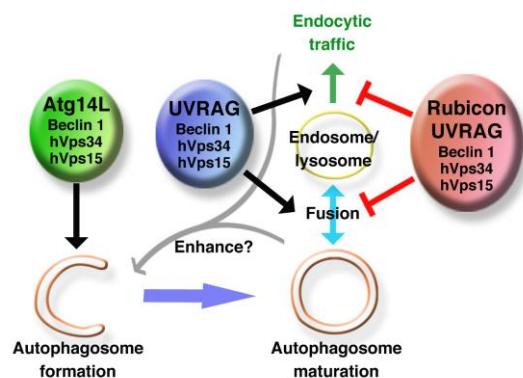 Endocytic
traffic
Atg14L
Beclin 1
hVps34
hVps15
UVRAG
Beclin 1
hVps34
hVps15
Endosome/
lysosome
Rubicon
UVRAG
Beclin 1
hVps34
hVps15
Fusion
Enhance?
Autophagosome
formation
Autophagosome
maturation